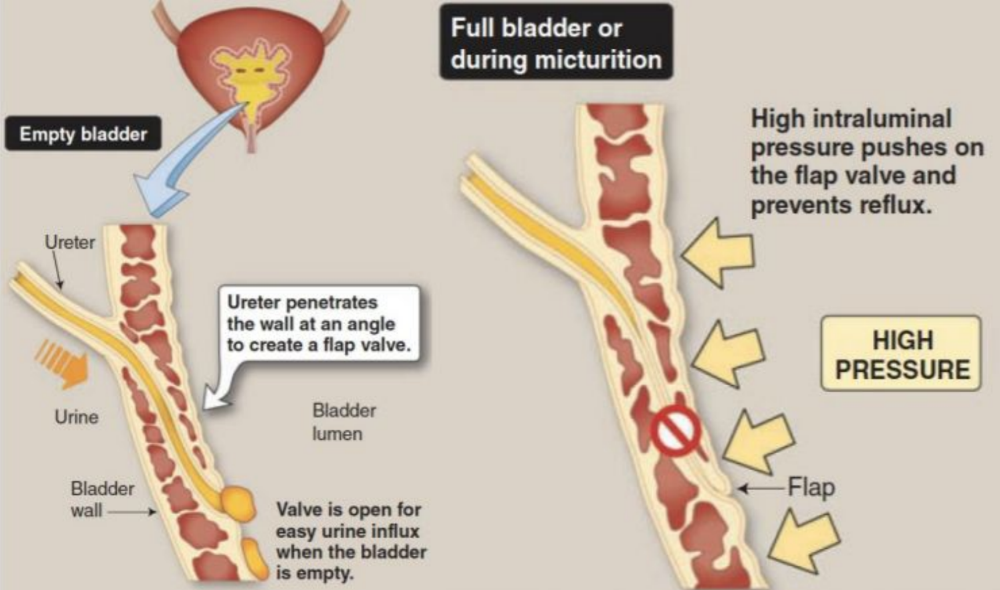 Empty bladder
Ureter
Urine
Bladder
wall
Ureter penetrates
the wall at an angle
to create a flap valve.
Bladder
lumen
Valve is open for
easy urine influx
when the bladder
is empty.
Full bladder or
during micturition
High intraluminal
pressure pushes on
the flap valve and
prevents reflux.
HIGH
PRESSURE
Flap